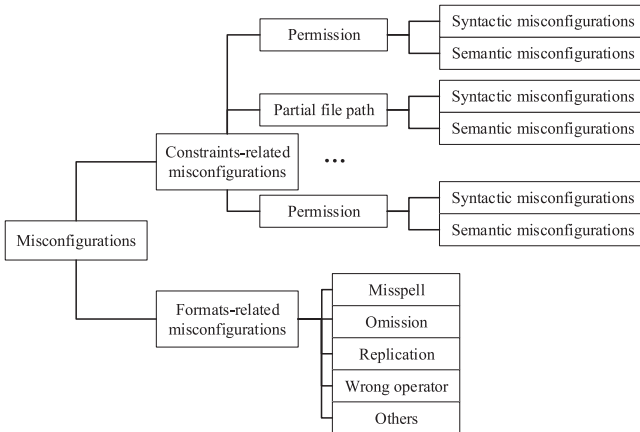 Permission
Syntactic misconfigurations
Semantic misconfigurations
Partial file path
Syntactic misconfigurations
Semantic misconfigurations
Constraints-related
misconfigurations
...
Permission
Syntactic misconfigurations
Semantic misconfigurations
Misconfigurations
Formats-related
misconfigurations
Misspell
Omission
Replication
Wrong operator
Others